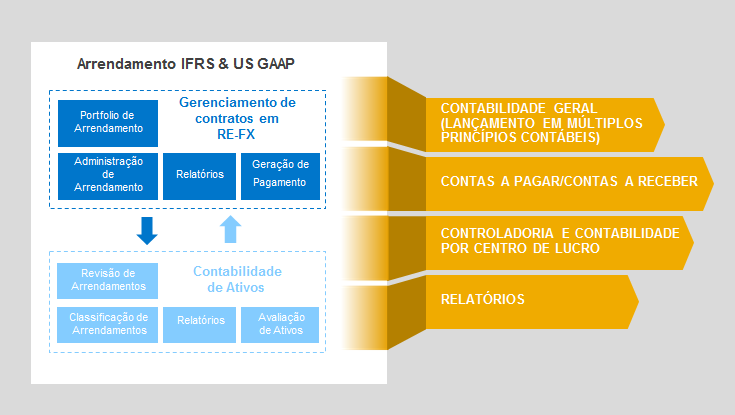 Arrendamento IFRS & US GAAP
Portfolio de
Arrendamento
Gerenciamento de
contratos em
RE-FX
Administração
de
Arrendamento
Relatórios
Geração de
Pagamento
Revisão de
Arrendamentos
Contabilidade
de Ativos
Classificação de
Arrendamentos
Relatórios
Avaliação
de Ativos
CONTABILIDADE GERAL
(LANÇAMENTO EM MÚLTIPLOS
PRINCÍPIOS CONTÁBEIS)
CONTAS A PAGAR/CONTAS A RECEBER
CONTROLADORIA E CONTABILIDADE
POR CENTRO DE LUCRO
RELATÓRIOS